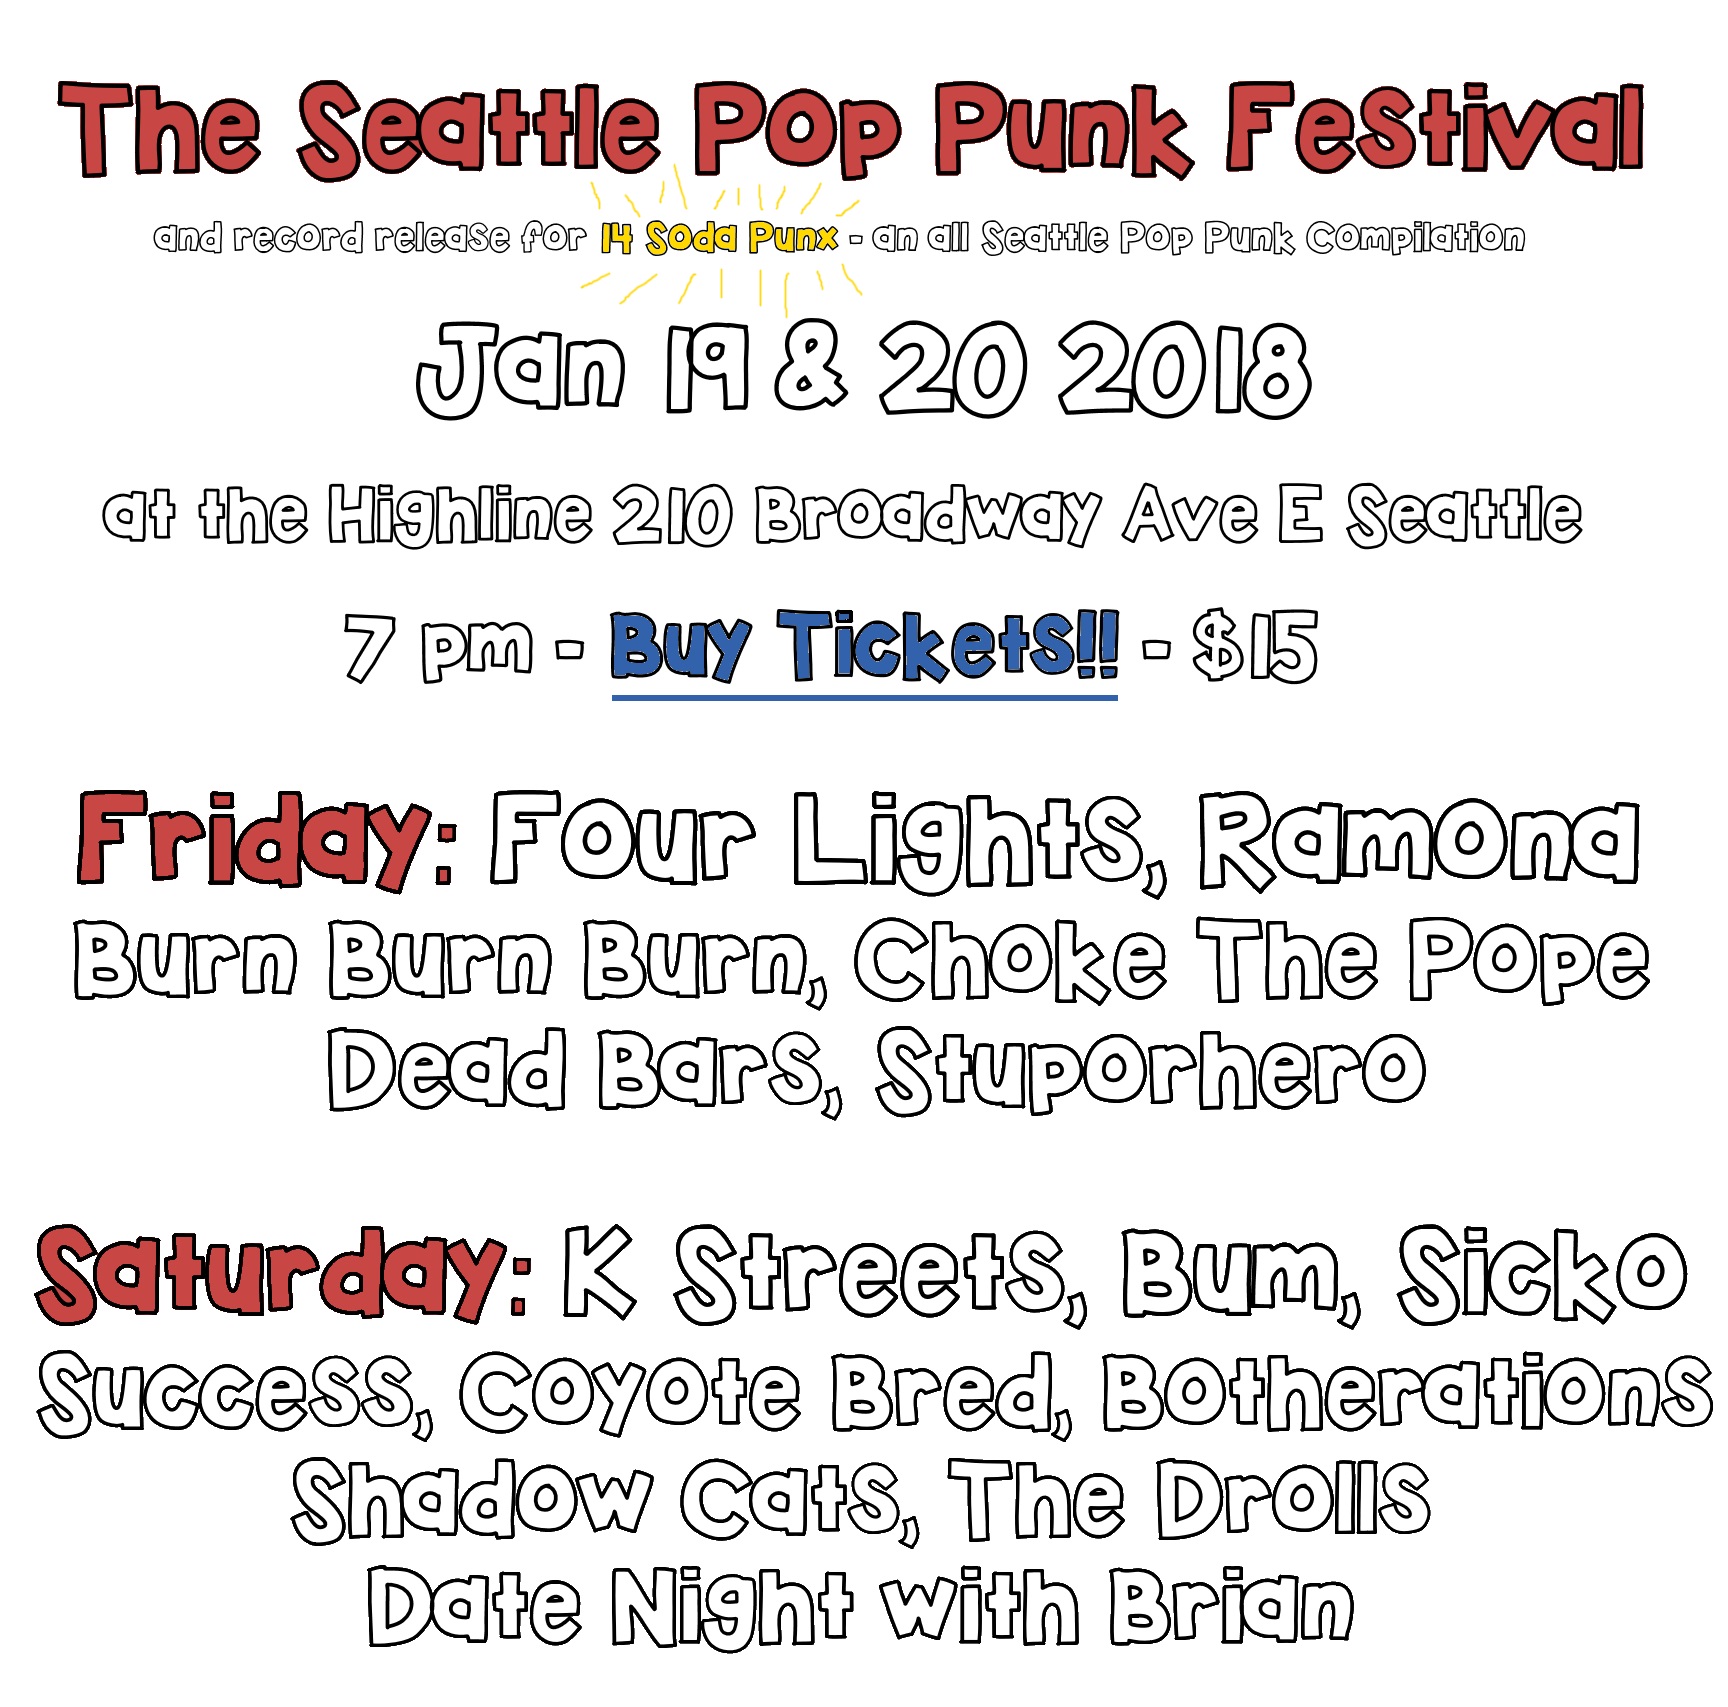 The Seattle Pop Punk Festival
and record release for 14 Soda Punx - an all Seattle Pop Punk Compilation
Jan 19 & 20 2018
at the Highline 210 Broadway Ave E Seattle
7 pm - Buy Tickets!! - $15
Friday: Four Lights, Ramona
Burn Burn Burn, Choke The Pope
Dead Bars, Stuporhero
Saturday: K Streets, Bum, Sicko
Success, Coyote Bred, Botherations
Shadow Cats, The Drolls
Date Night with Brian